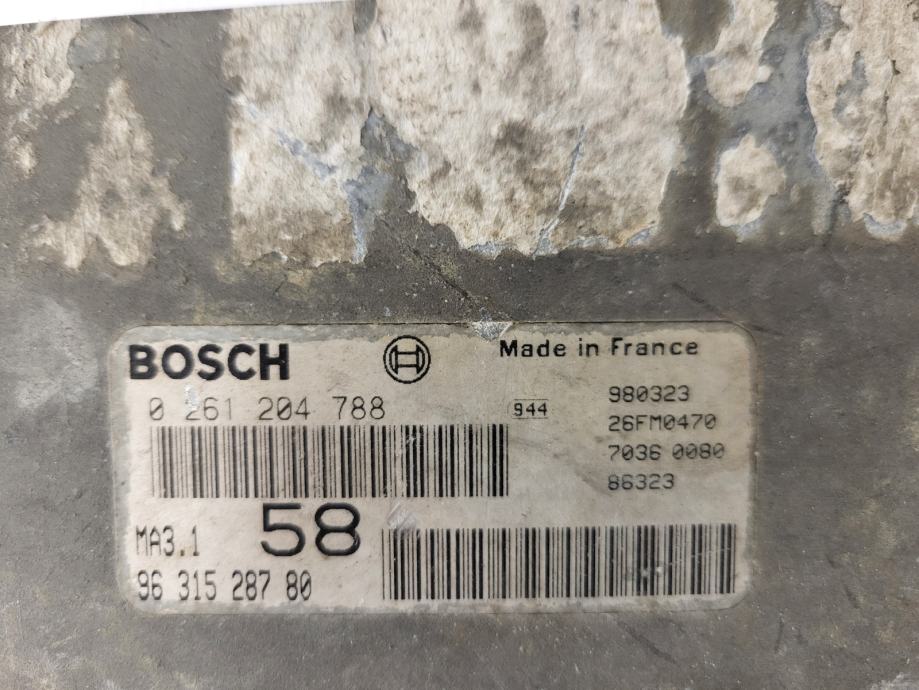 BOSCH
Made in France
0 261 204 788
944
980323
26FM0470
7036 0080
86323
MA3.1
58
96 315 287 80